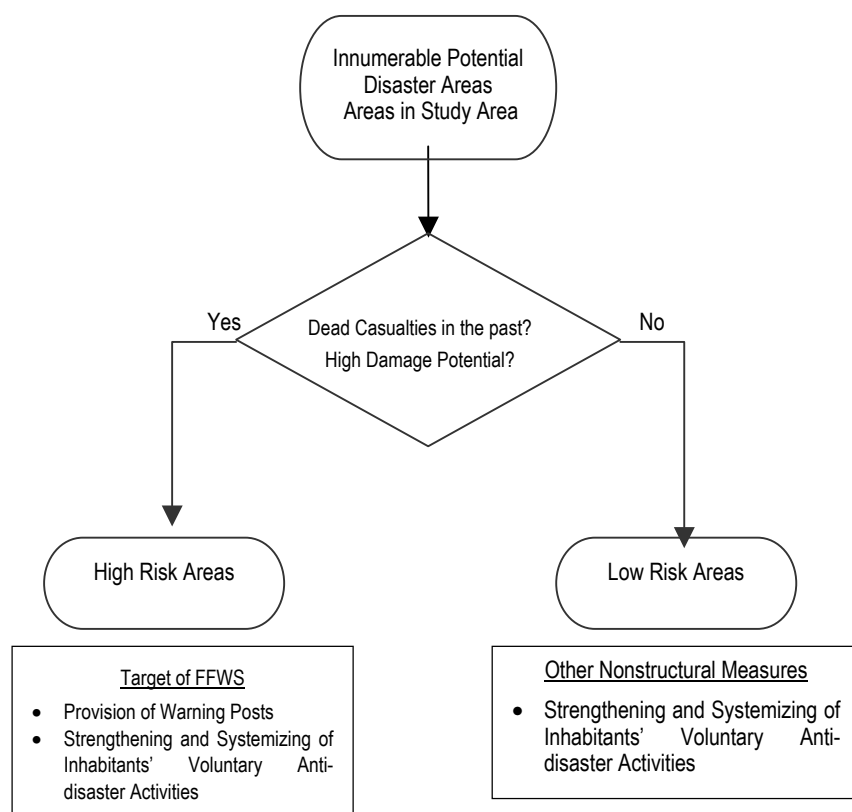 Innumerable Potential
Disaster Areas
Areas in Study Area
Yes
No
Dead Casualties in the past?
High Damage Potential?
High Risk Areas
Low Risk Areas
Target of FFWS
• Provision of Warning Posts
• Strengthening and Systemizing of
Inhabitants' Voluntary Anti-
disaster Activities
Other Nonstructural Measures
• Strengthening and Systemizing of
Inhabitants' Voluntary Anti-
disaster Activities